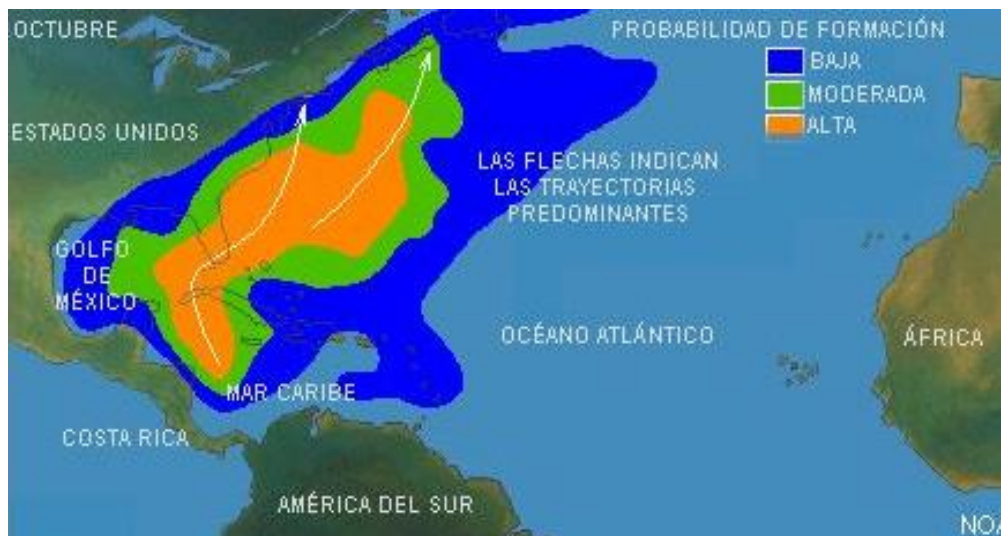 OCTUBRE
PROBABILIDAD DE FORMACIÓN
BAJA
MODERADA
ALTA
ESTADOS UNIDOS
LAS FLECHAS INDICAN
LAS TRAYECTORIAS
PREDOMINANTES
GOLFO
DE
MÉXICO
OCÉANO ATLÁNTICO
ÁFRICA
MAR CARIBE
COSTA RICA
AMÉRICA DEL SUR